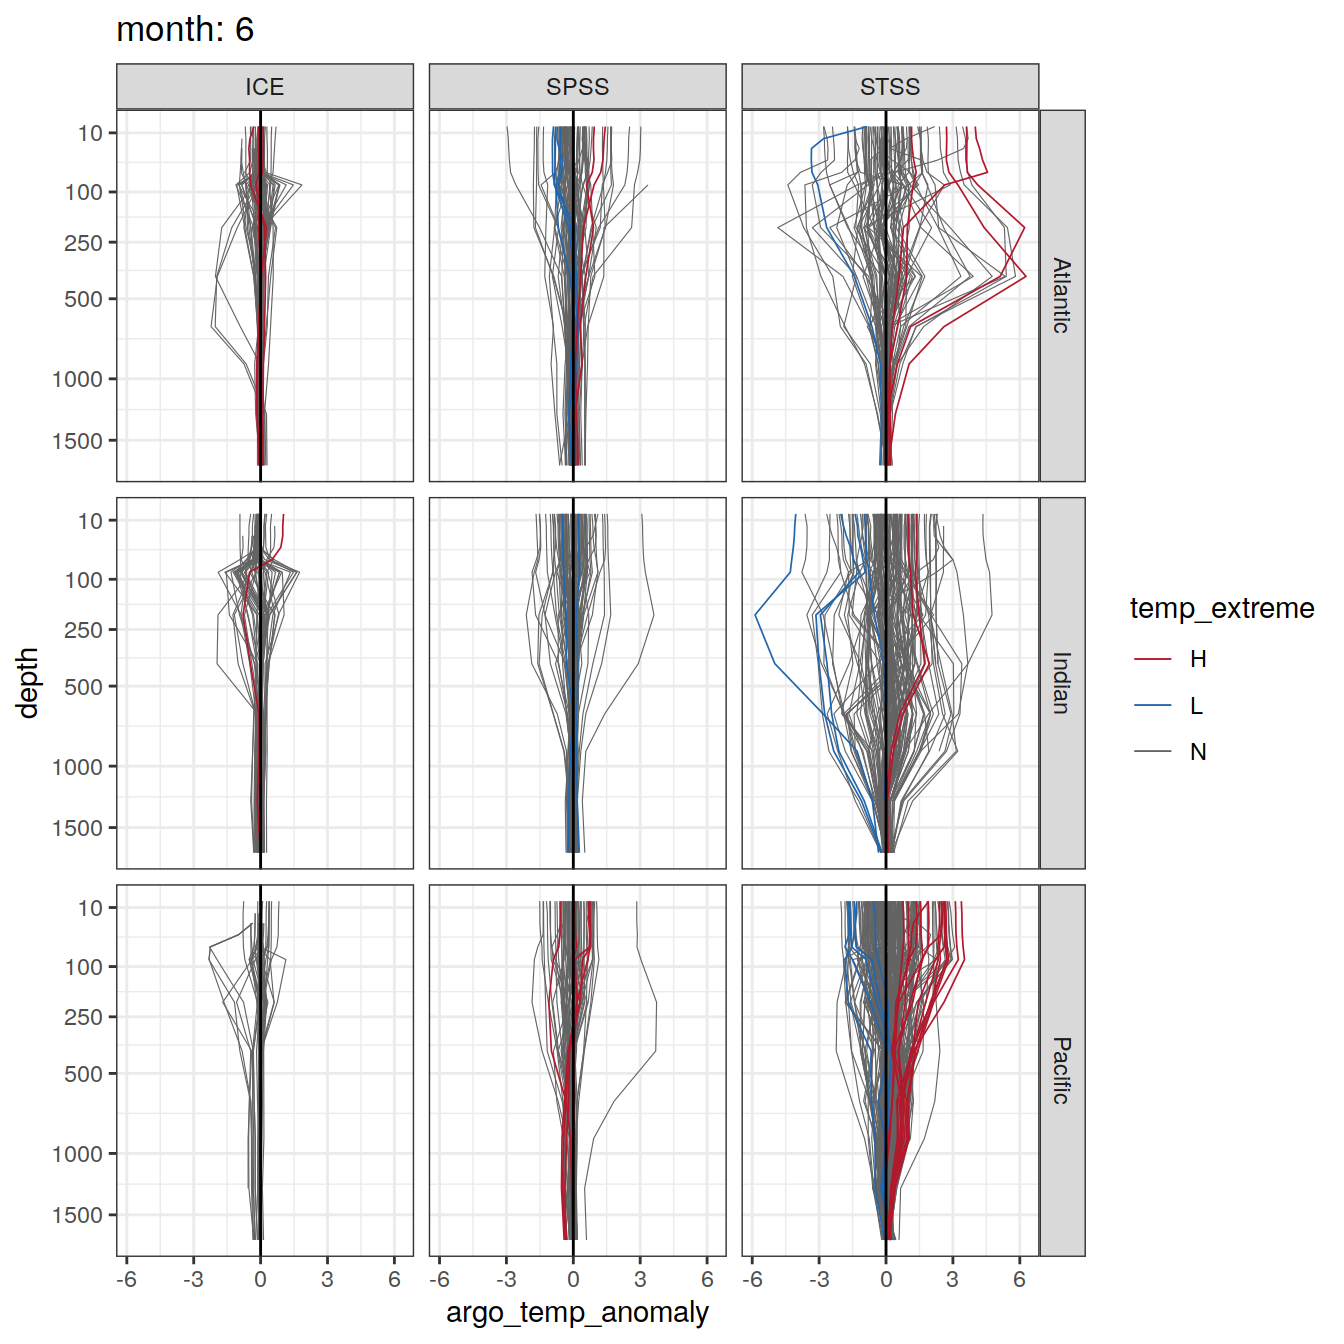 month: 6
ICE SPSS STSS
10
100
250
500
1000
1500
Atlantic
10
100
250
500
1000
1500
Indian
10
100
250
500
1000
1500
Pacific
-6 -3 0 3 6 -6 -3 0 3 6 -6 -3 0 3 6
argo_temp_anomaly
depth
temp_extreme
H
L
N